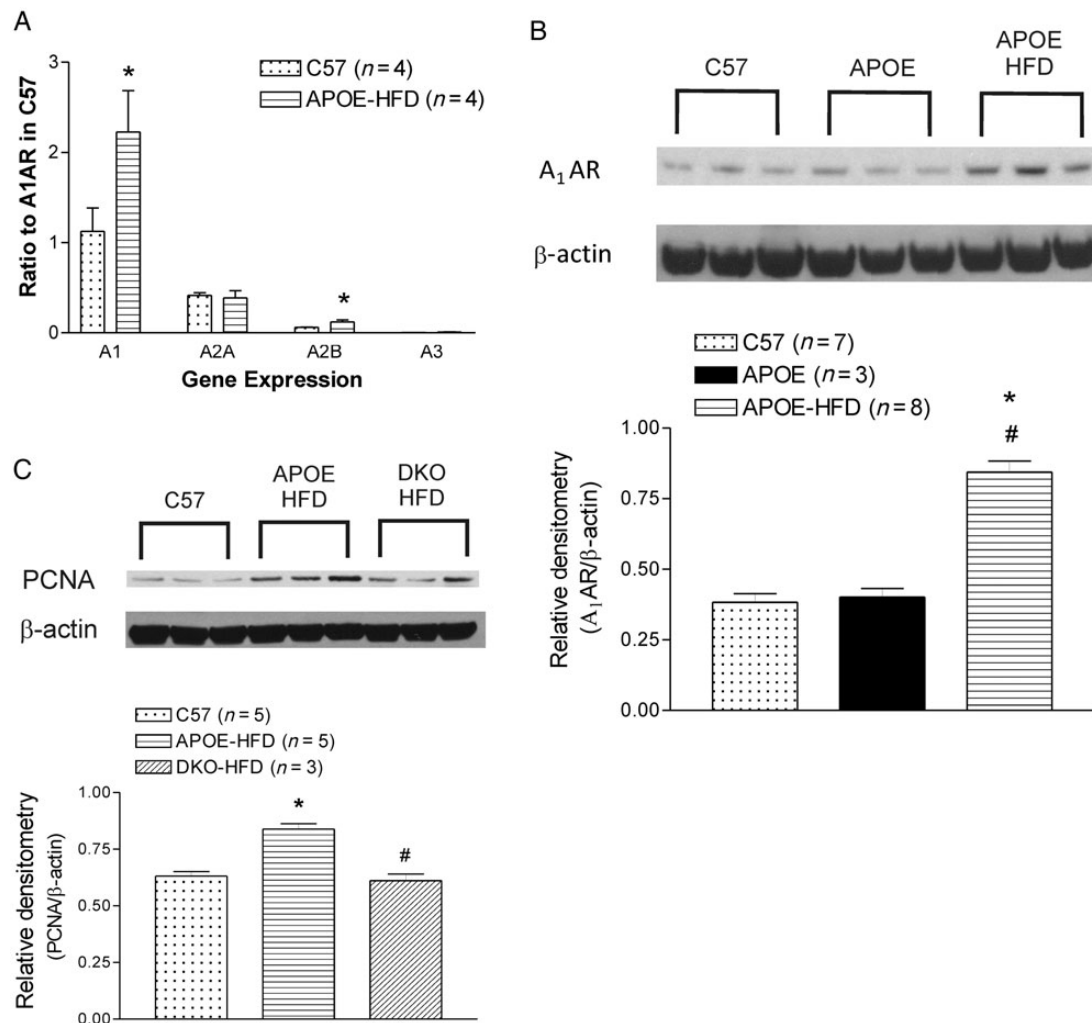 A
Ratio to A1AR in C57
3
2
1
0
*
*
C57 (n=4)
APOE-HFD (n=4)
A1 A2A A2B A3
Gene Expression
B
C57 APOE APOE HFD
A₁AR
β-actin
C57 (n=7)
APOE (n=3)
APOE-HFD (n=8)
*
#
Relative densitometry
(A₁AR/β-actin)
1.00
0.75
0.50
0.25
0.00
C
C57 APOE HFD DKO HFD
PCNA
β-actin
C57 (n=5)
APOE-HFD (n=5)
DKO-HFD (n=3)
*
#
Relative densitometry
(PCNA/β-actin)
1.00
0.75
0.50
0.25
0.00